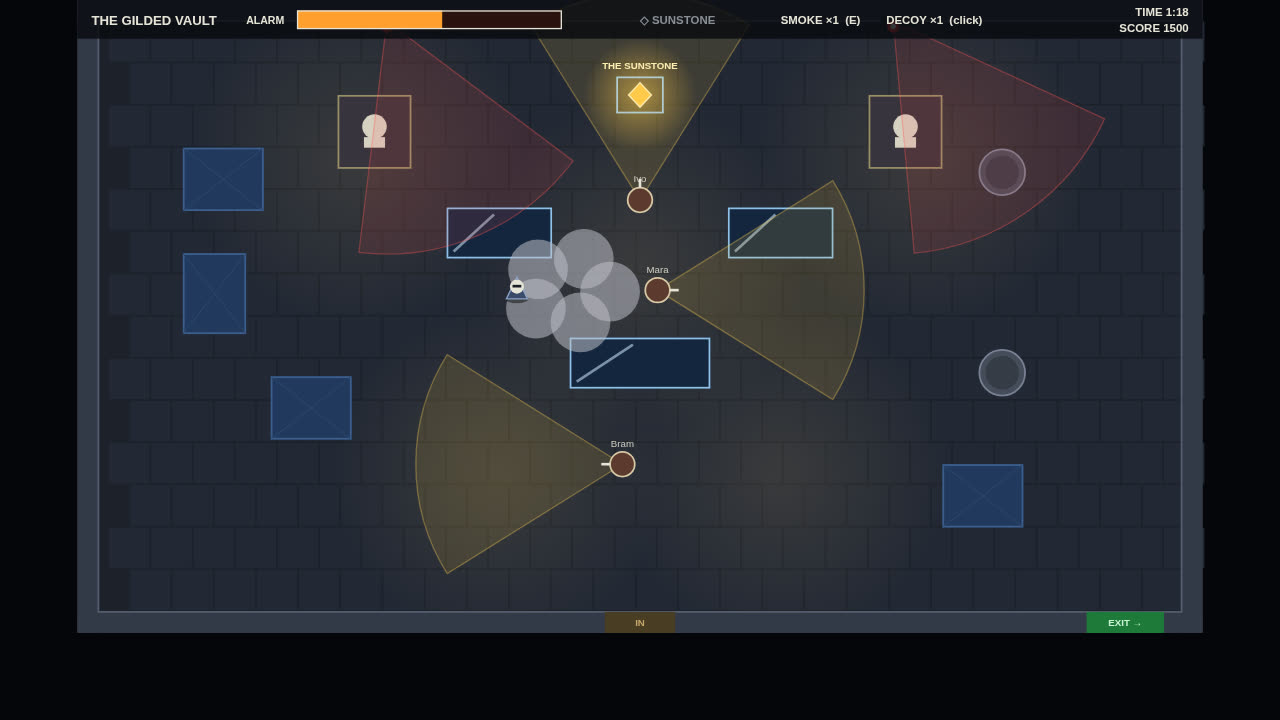 THE GILDED VAULT
ALARM
◇ SUNSTONE
SMOKE ×1 (E)
DECOY ×1 (click)
TIME 1:18
SCORE 1500
THE SUNSTONE
Ivo
Mara
Bram
IN
EXIT →